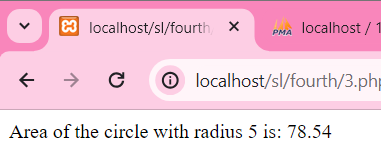 localhost/sl/fourth/
PMA localhost / 1
localhost/sl/fourth/3.php
Area of the circle with radius 5 is: 78.54